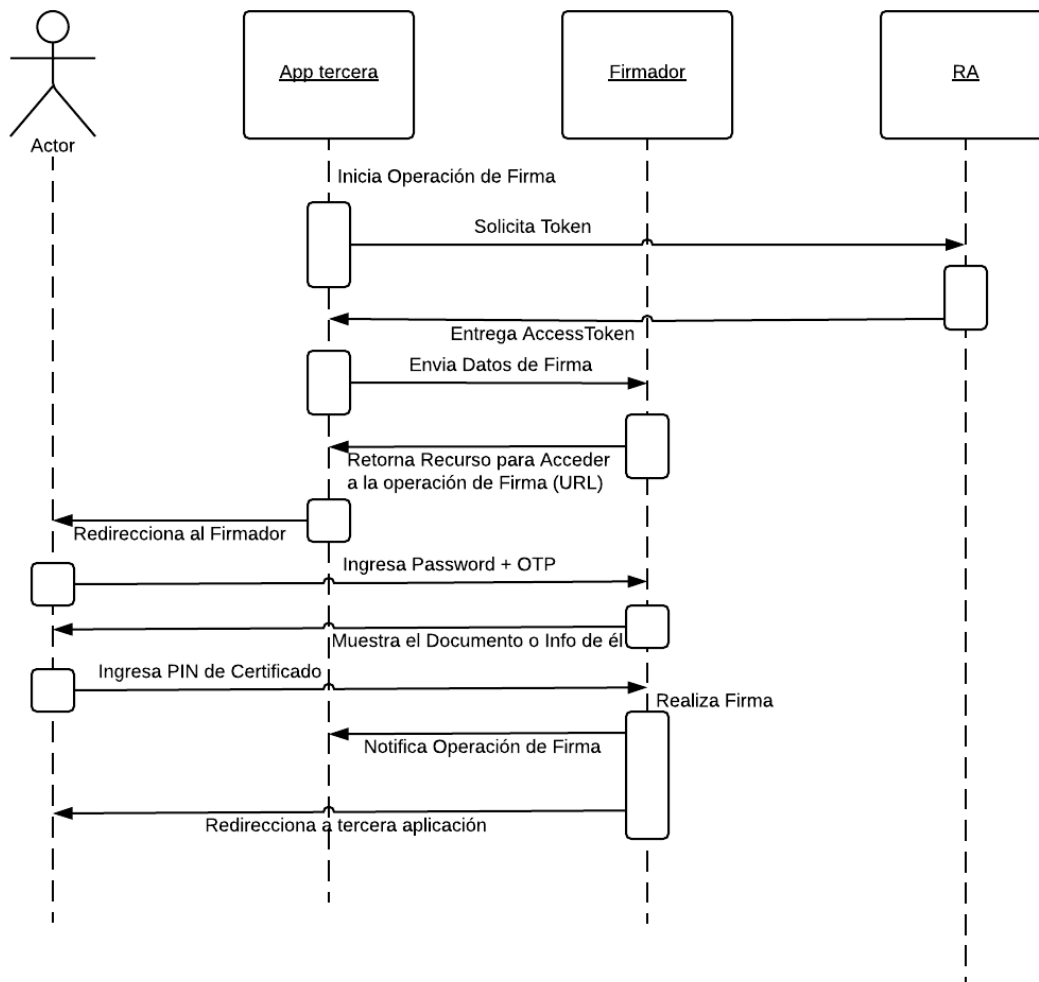 App tercera
Firmador
RA
Actor
Inicia Operación de Firma
Solicita Token
Entrega AccessToken
Envia Datos de Firma
Retorna Recurso para Acceder
a la operación de Firma (URL)
Redirecciona al Firmador
Ingresa Password + OTP
Muestra el Documento o Info de él
Ingresa PIN de Certificado
Realiza Firma
Notifica Operación de Firma
Redirecciona a tercera aplicación